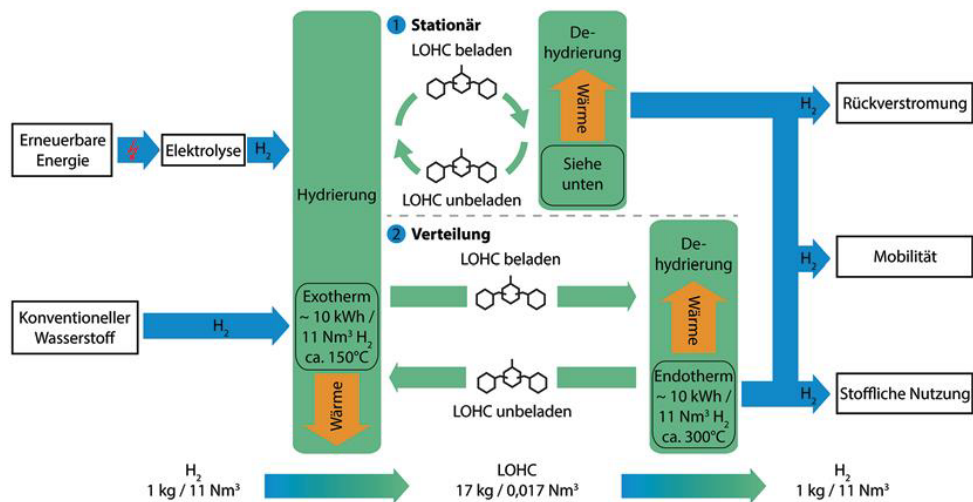 1 Stationär
LOHC beladen
LOHC unbeladen
De-
hydrierung
Wärme
Siehe
unten
Erneuerbare
Energie
Elektrolyse
H2
Hydrierung
H2
Rückverstromung
2 Verteilung
LOHC beladen
LOHC unbeladen
De-
hydrierung
Wärme
Endotherm
~ 10 kWh /
11 Nm³ H2
ca. 300°C
H2
Mobilität
Konventioneller
Wasserstoff
H2
Exotherm
~ 10 kWh /
11 Nm³ H2
ca. 150°C
Wärme
H2
Stoffliche Nutzung
H2
1 kg / 11 Nm³
LOHC
17 kg / 0,017 Nm³
H2
1 kg / 11 Nm³